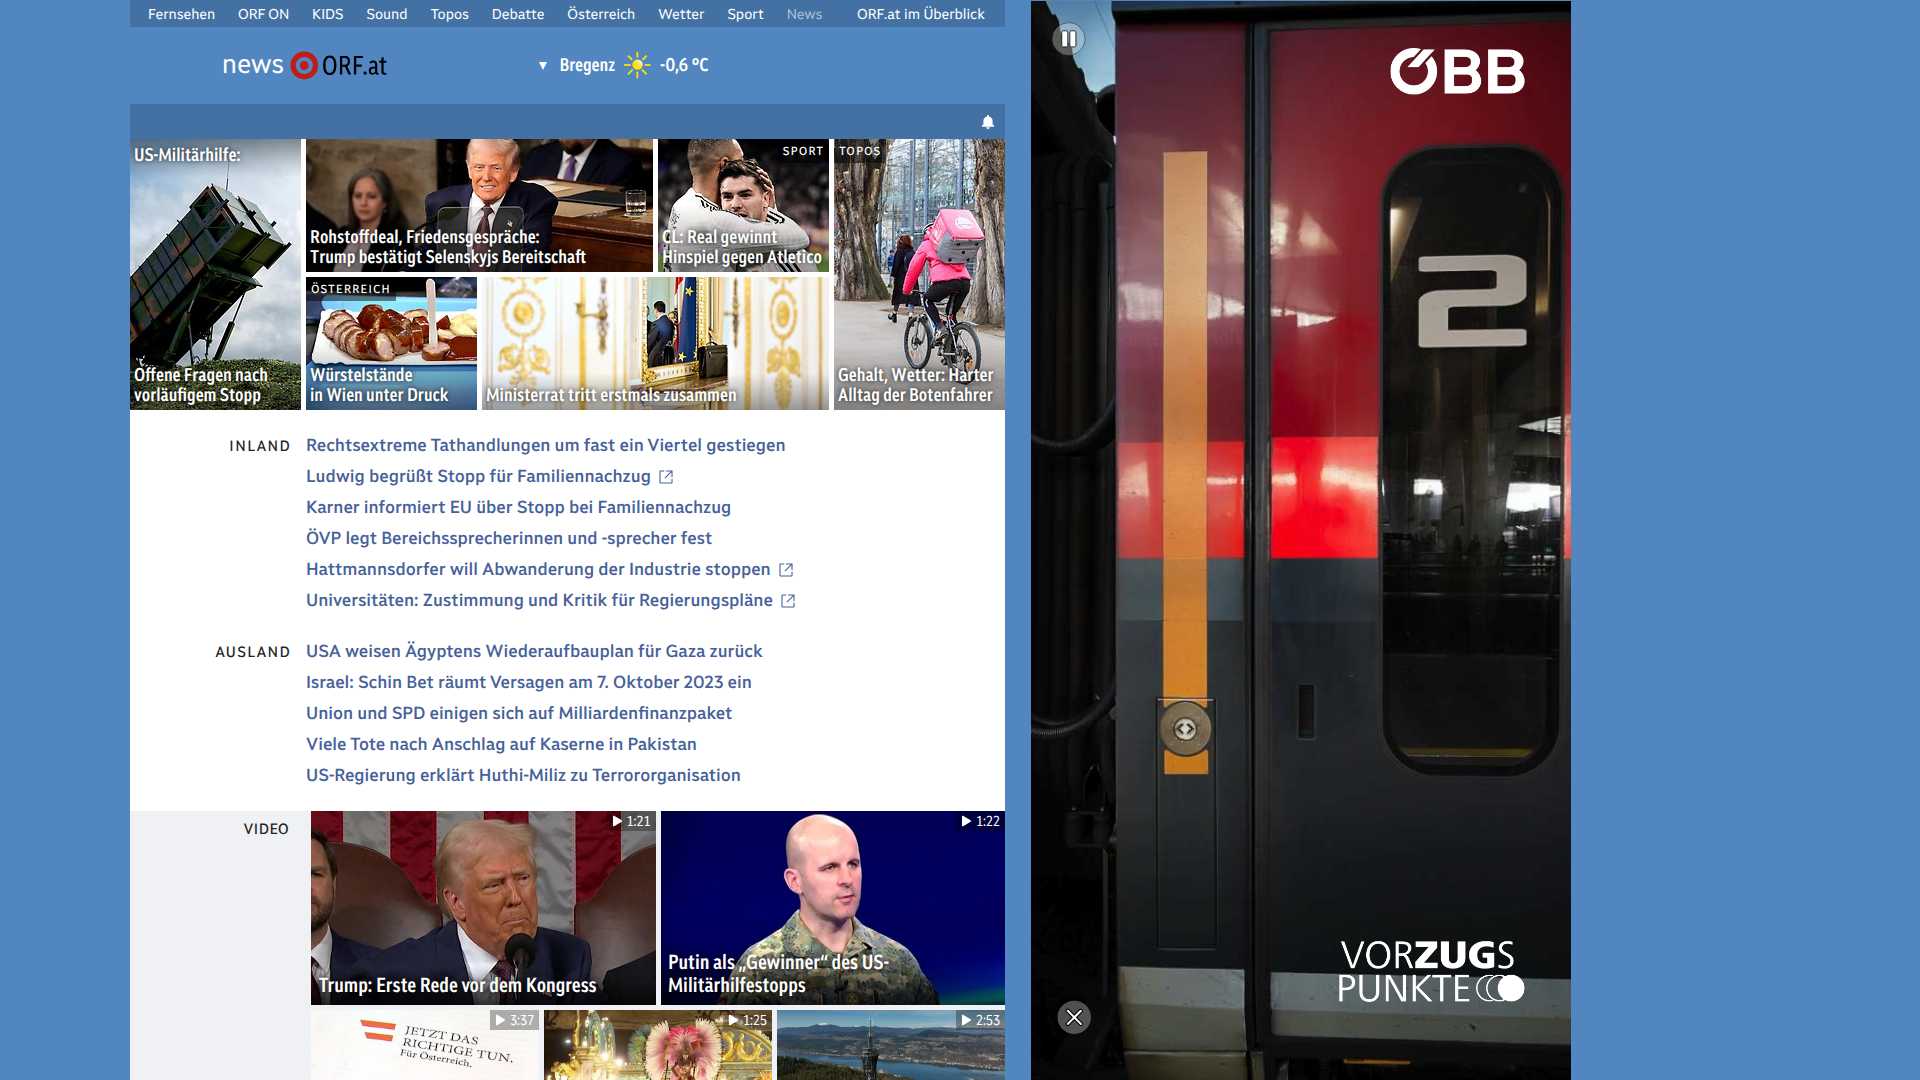 Fernsehen ORF ON KIDS Sound Topos Debatte Österreich Wetter Sport News ORF.at im Überblick
news ORF.at
▼ Bregenz -0,6 °C
US-Militärhilfe:
Offene Fragen nach
vorläufigem Stopp
Rohstoffdeal, Friedensgespräche:
Trump bestätigt Selenskyjs Bereitschaft
SPORT
CL: Real gewinnt
Hinspiel gegen Atletico
TOPOS
Gehalt, Wetter: Harter
Alltag der Botenfahrer
ÖSTERREICH
Würstelstände
in Wien unter Druck
Ministerrat tritt erstmals zusammen
INLAND
Rechtsextreme Tathandlungen um fast ein Viertel gestiegen
Ludwig begrüßt Stopp für Familiennachzug
Karner informiert EU über Stopp bei Familiennachzug
ÖVP legt Bereichssprecherinnen und -sprecher fest
Hattmannsdorfer will Abwanderung der Industrie stoppen
Universitäten: Zustimmung und Kritik für Regierungspläne
AUSLAND
USA weisen Ägyptens Wiederaufbauplan für Gaza zurück
Israel: Schin Bet räumt Versagen am 7. Oktober 2023 ein
Union und SPD einigen sich auf Milliardenfinanzpaket
Viele Tote nach Anschlag auf Kaserne in Pakistan
US-Regierung erklärt Huthi-Miliz zu Terrororganisation
VIDEO
1:21
Trump: Erste Rede vor dem Kongress
1:22
Putin als „Gewinner“ des US-
Militärhilfestopps
3:37
JETZT DAS
RICHTIGE TUN.
Für Österreich.
1:25
2:53
ÖBB
2
VORZUGS
PUNKTE